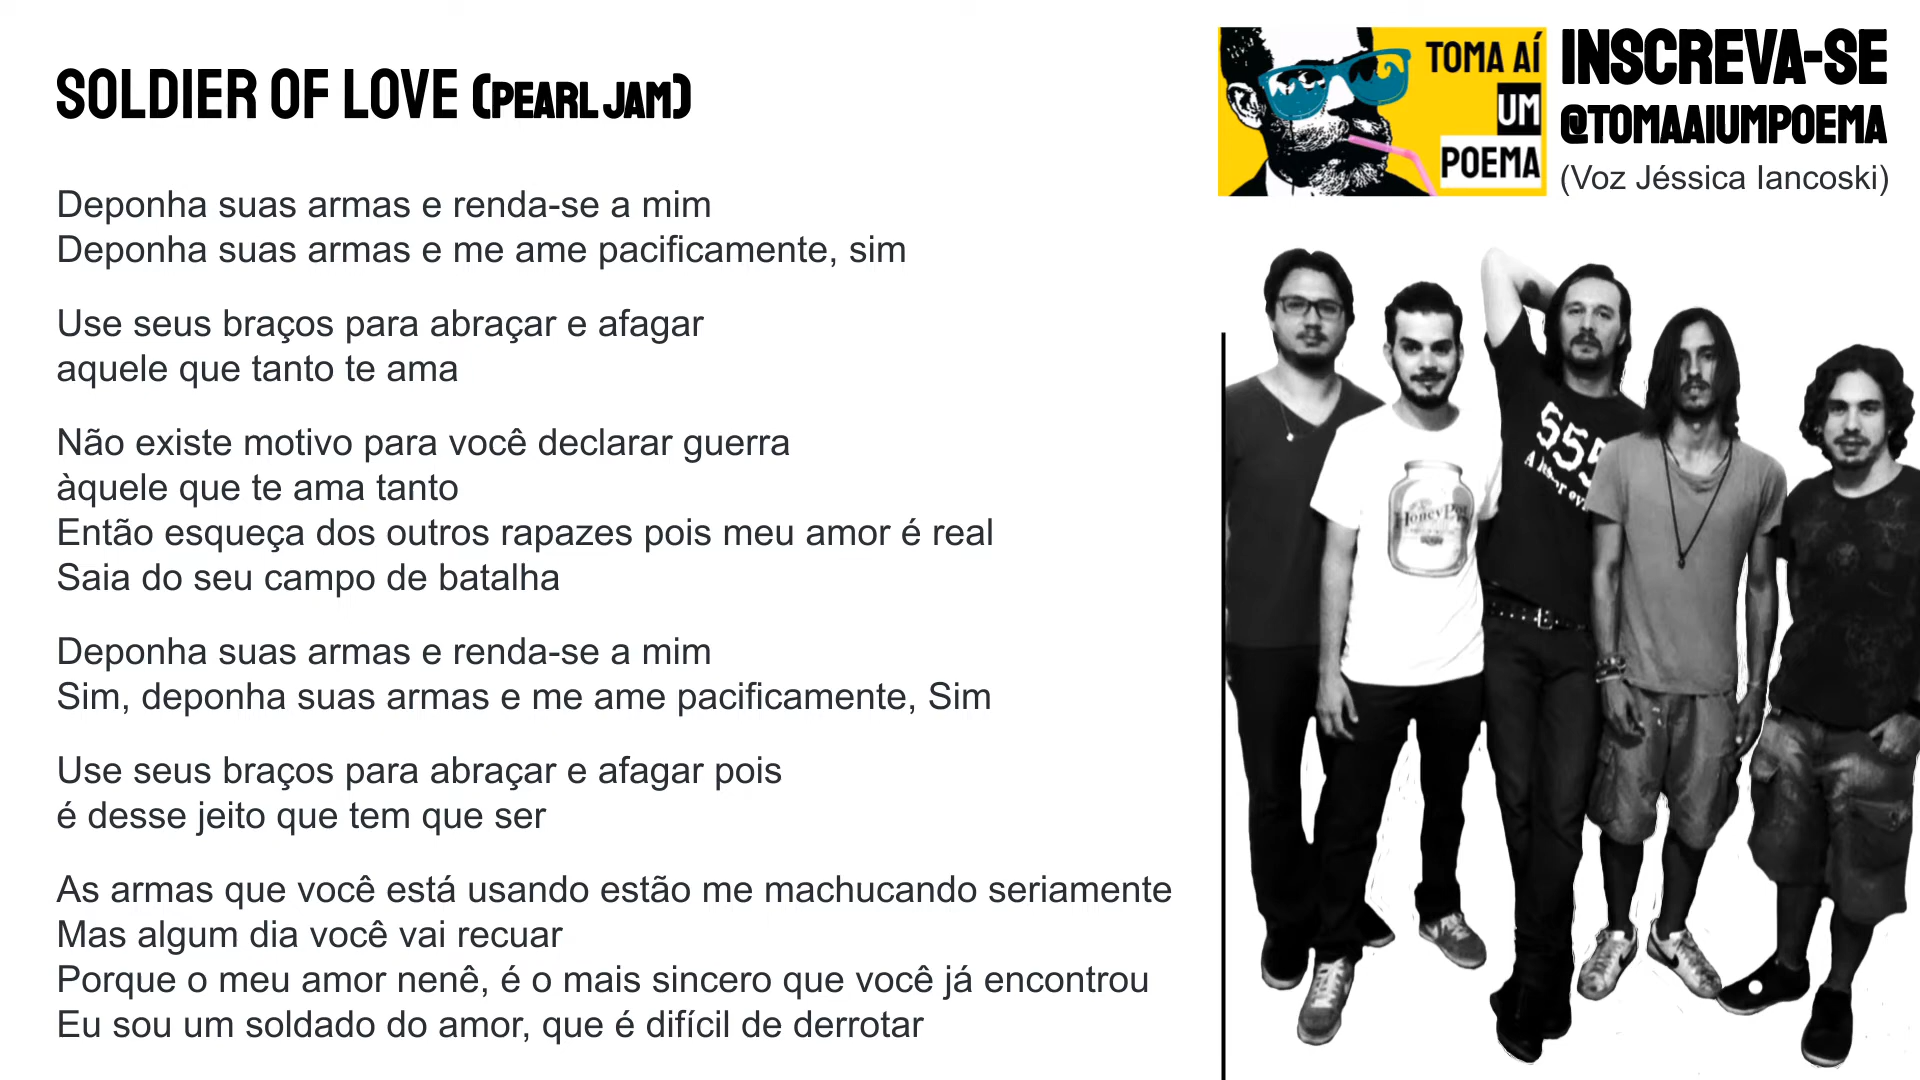 SOLDIER OF LOVE (PEARL JAM)
Deponha suas armas e renda-se a mim
Deponha suas armas e me ame pacificamente, sim
Use seus braços para abraçar e afagar
aquele que tanto te ama
Não existe motivo para você declarar guerra
àquele que te ama tanto
Então esqueça dos outros rapazes pois meu amor é real
Saia do seu campo de batalha
Deponha suas armas e renda-se a mim
Sim, deponha suas armas e me ame pacificamente, Sim
Use seus braços para abraçar e afagar pois
é desse jeito que tem que ser
As armas que você está usando estão me machucando seriamente
Mas algum dia você vai recuar
Porque o meu amor nenê, é o mais sincero que você já encontrou
Eu sou um soldado do amor, que é difícil de derrotar
TOMA AÍ
UM
POEMA
INSCREVA-SE
@TOMAAIUMPOEMA
(Voz Jéssica Iancoski)
555